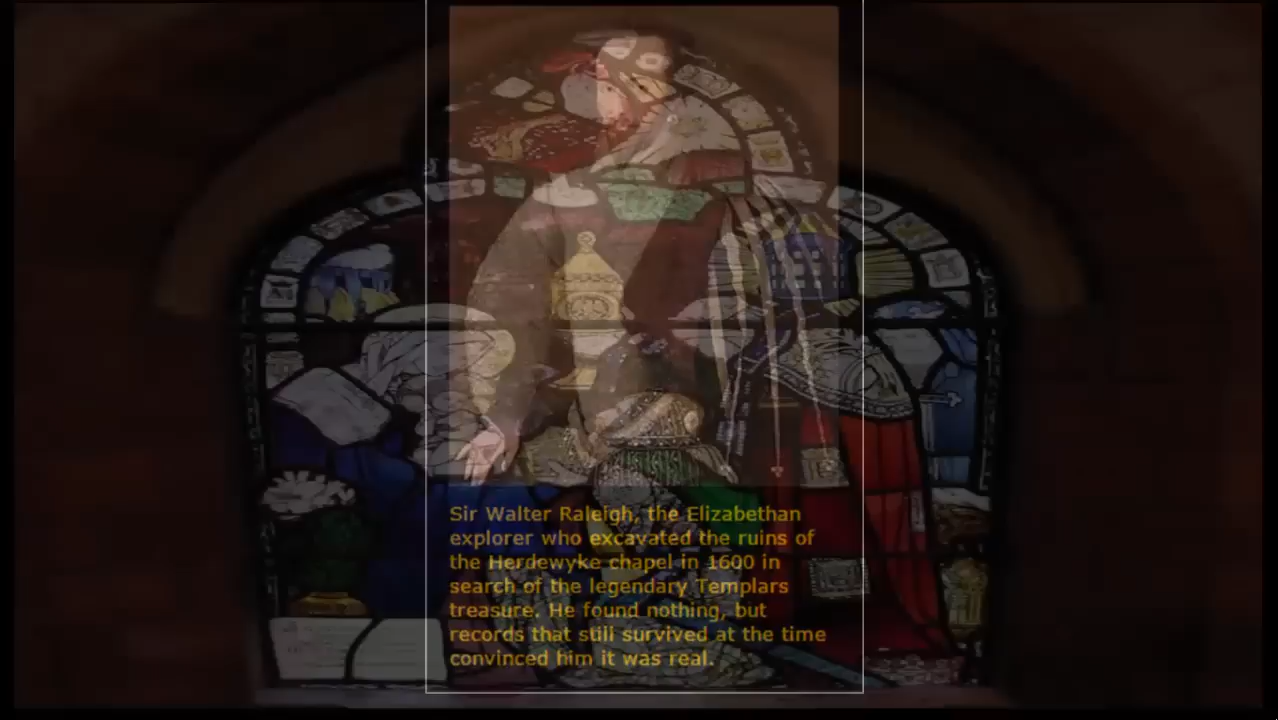 Sir Walter Raleigh, the Elizabethan
explorer who excavated the ruins of
the Herdewyke chapel in 1600 in
search of the legendary Templars
treasure. He found nothing, but
records that still survived at the time
convinced him it was real.